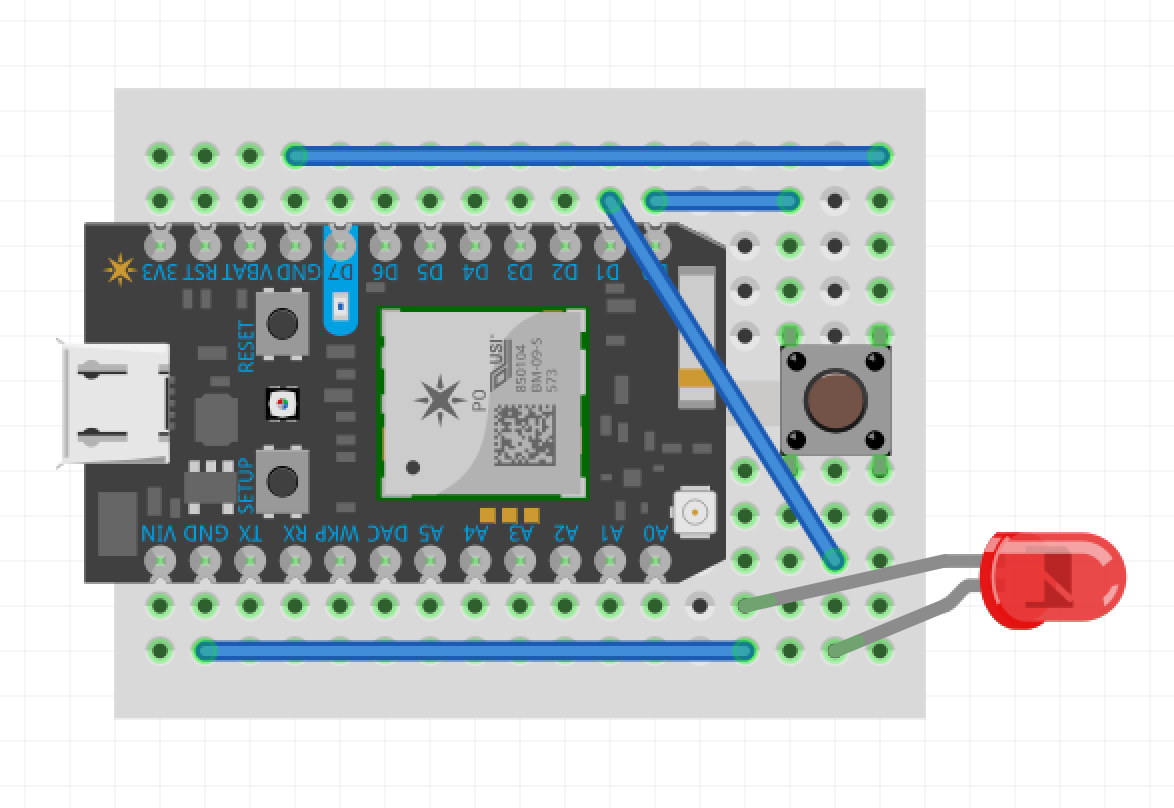 3V3 RST VBAT GND D7 D6 D5 D4 D3 D2 D1
RESET
USI
850104
BM-09-S
573
P0
SETUP
VIN GND TX RX WKP DAC A5 A4 A3 A2 A1 A0